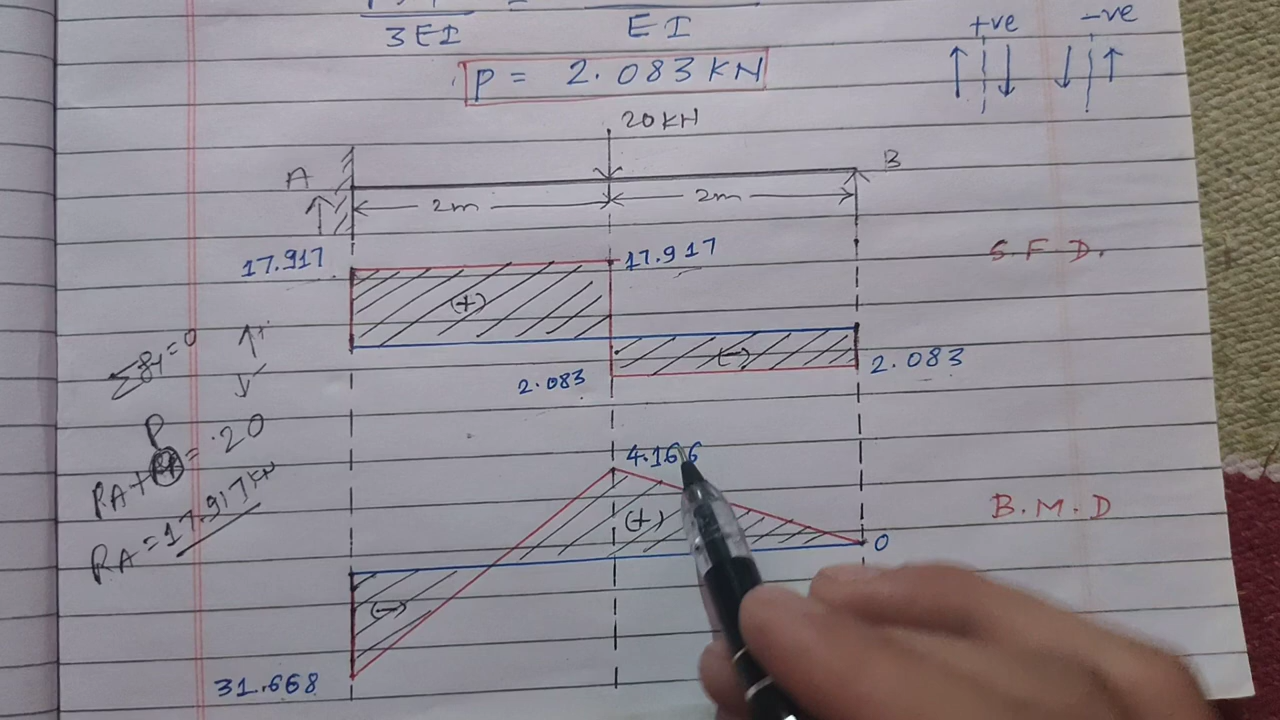 3EI = EI
P = 2.083 KN
+ve -ve
20KN
A B
2m 2m
17.917 17.917
S.F.D.
(+)
(-)
2.083 2.083
Σfy=0 ↑+
↓-
P
RA + = 20
RA = 17.917KN
4.166
(+)
B.M.D
0
(-)
31.668